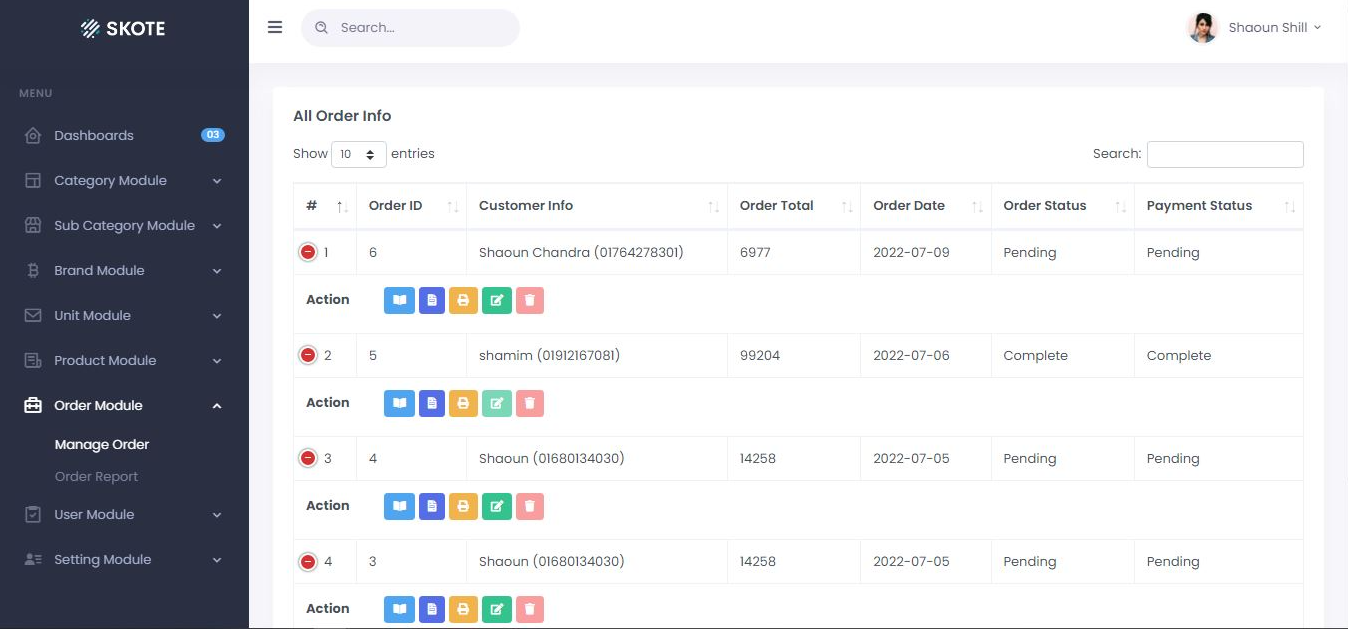 SKOTE
Search...
Shaoun Shill
MENU
Dashboards 03
Category Module
Sub Category Module
Brand Module
Unit Module
Product Module
Order Module
Manage Order
Order Report
User Module
Setting Module
All Order Info
Show 10 entries
Search:
# Order ID Customer Info Order Total Order Date Order Status Payment Status
1 6 Shaoun Chandra (01764278301) 6977 2022-07-09 Pending Pending
Action
2 5 shamim (01912167081) 99204 2022-07-06 Complete Complete
Action
3 4 Shaoun (01680134030) 14258 2022-07-05 Pending Pending
Action
4 3 Shaoun (01680134030) 14258 2022-07-05 Pending Pending
Action